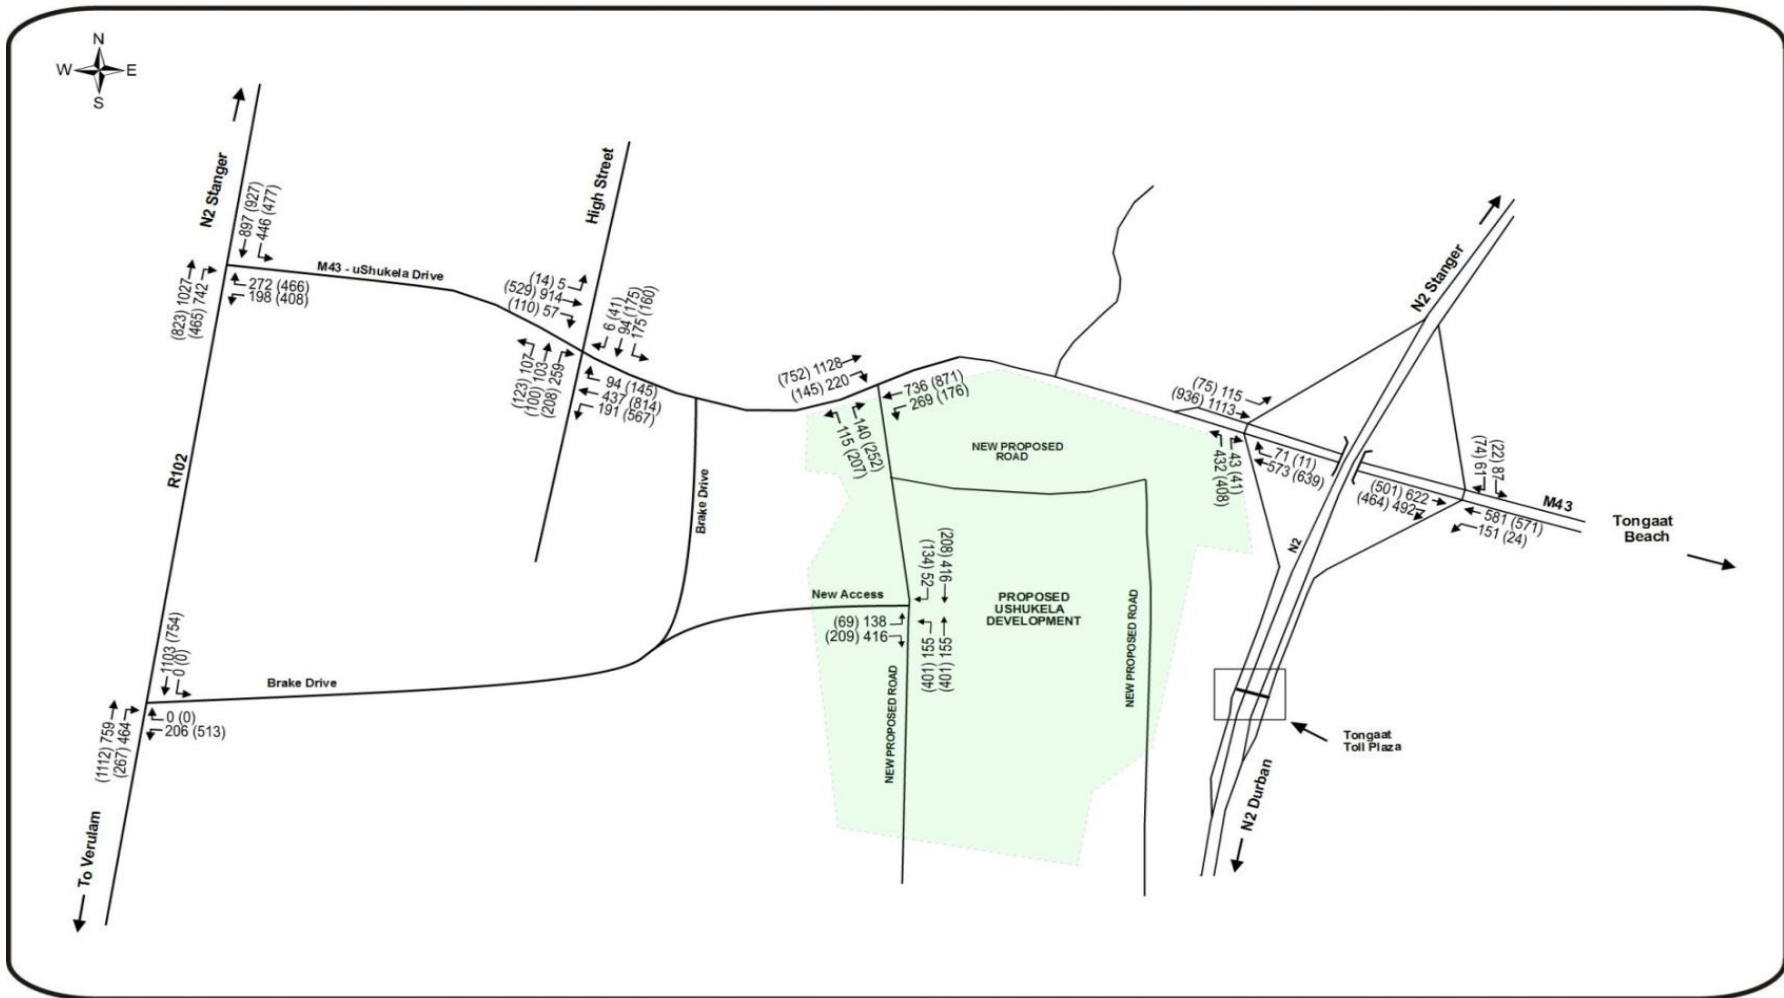 N
W E
S
N2 Stanger
897 (927)
446 (477)
M43 - uShukela Drive
272 (466)
198 (408)
(823) 1027
(465) 742
R102
High Street
(14) 5
(529) 914
(110) 57
6 (41)
94 (175)
175 (160)
(123) 107
(100) 103
(208) 259
94 (145)
437 (814)
191 (567)
(752) 1128
(145) 220
736 (871)
269 (176)
140 (252)
115 (207)
NEW PROPOSED
ROAD
(75) 115
(936) 1113
43 (41)
432 (408)
71 (11)
573 (639)
N2 Stanger
N2
(501) 622
(464) 492
(22) 87
(74) 61
M43
581 (571)
151 (24)
Tongaat
Beach
Brake Drive
New Access
(208) 416
(134) 52
(69) 138
(209) 416
551 (104)
551 (104)
PROPOSED
USHUKELA
DEVELOPMENT
NEW PROPOSED ROAD
NEW PROPOSED ROAD
1103 (754)
0 (0)
Brake Drive
0 (0)
206 (513)
(1112) 759
(267) 464
To Verulam
Tongaat
Toll Plaza
N2 Durban